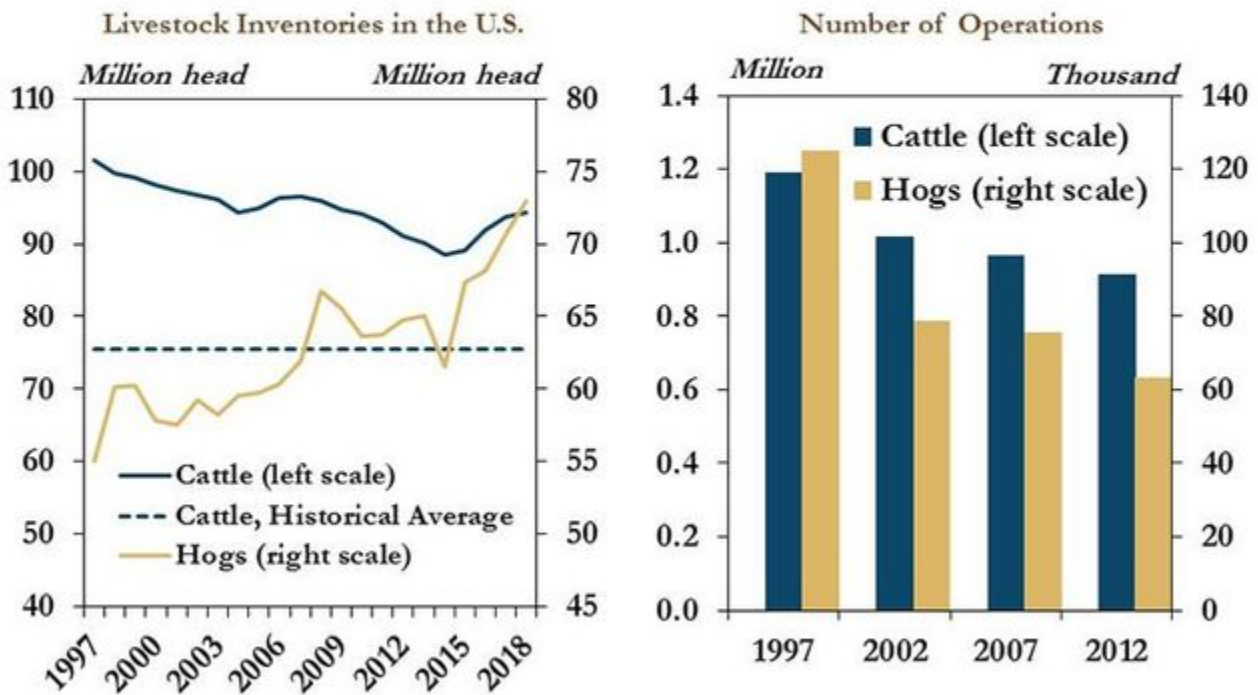 Livestock Inventories in the U.S.
Million head Million head
110
100
90
80
70
60
50
40
80
75
70
65
60
55
50
45
Cattle (left scale)
Cattle, Historical Average
Hogs (right scale)
1997 2000 2003 2006 2009 2012 2015 2018
Number of Operations
Million Thousand
1.4
1.2
1.0
0.8
0.6
0.4
0.2
0.0
140
120
100
80
60
40
20
0
Cattle (left scale)
Hogs (right scale)
1997 2002 2007 2012